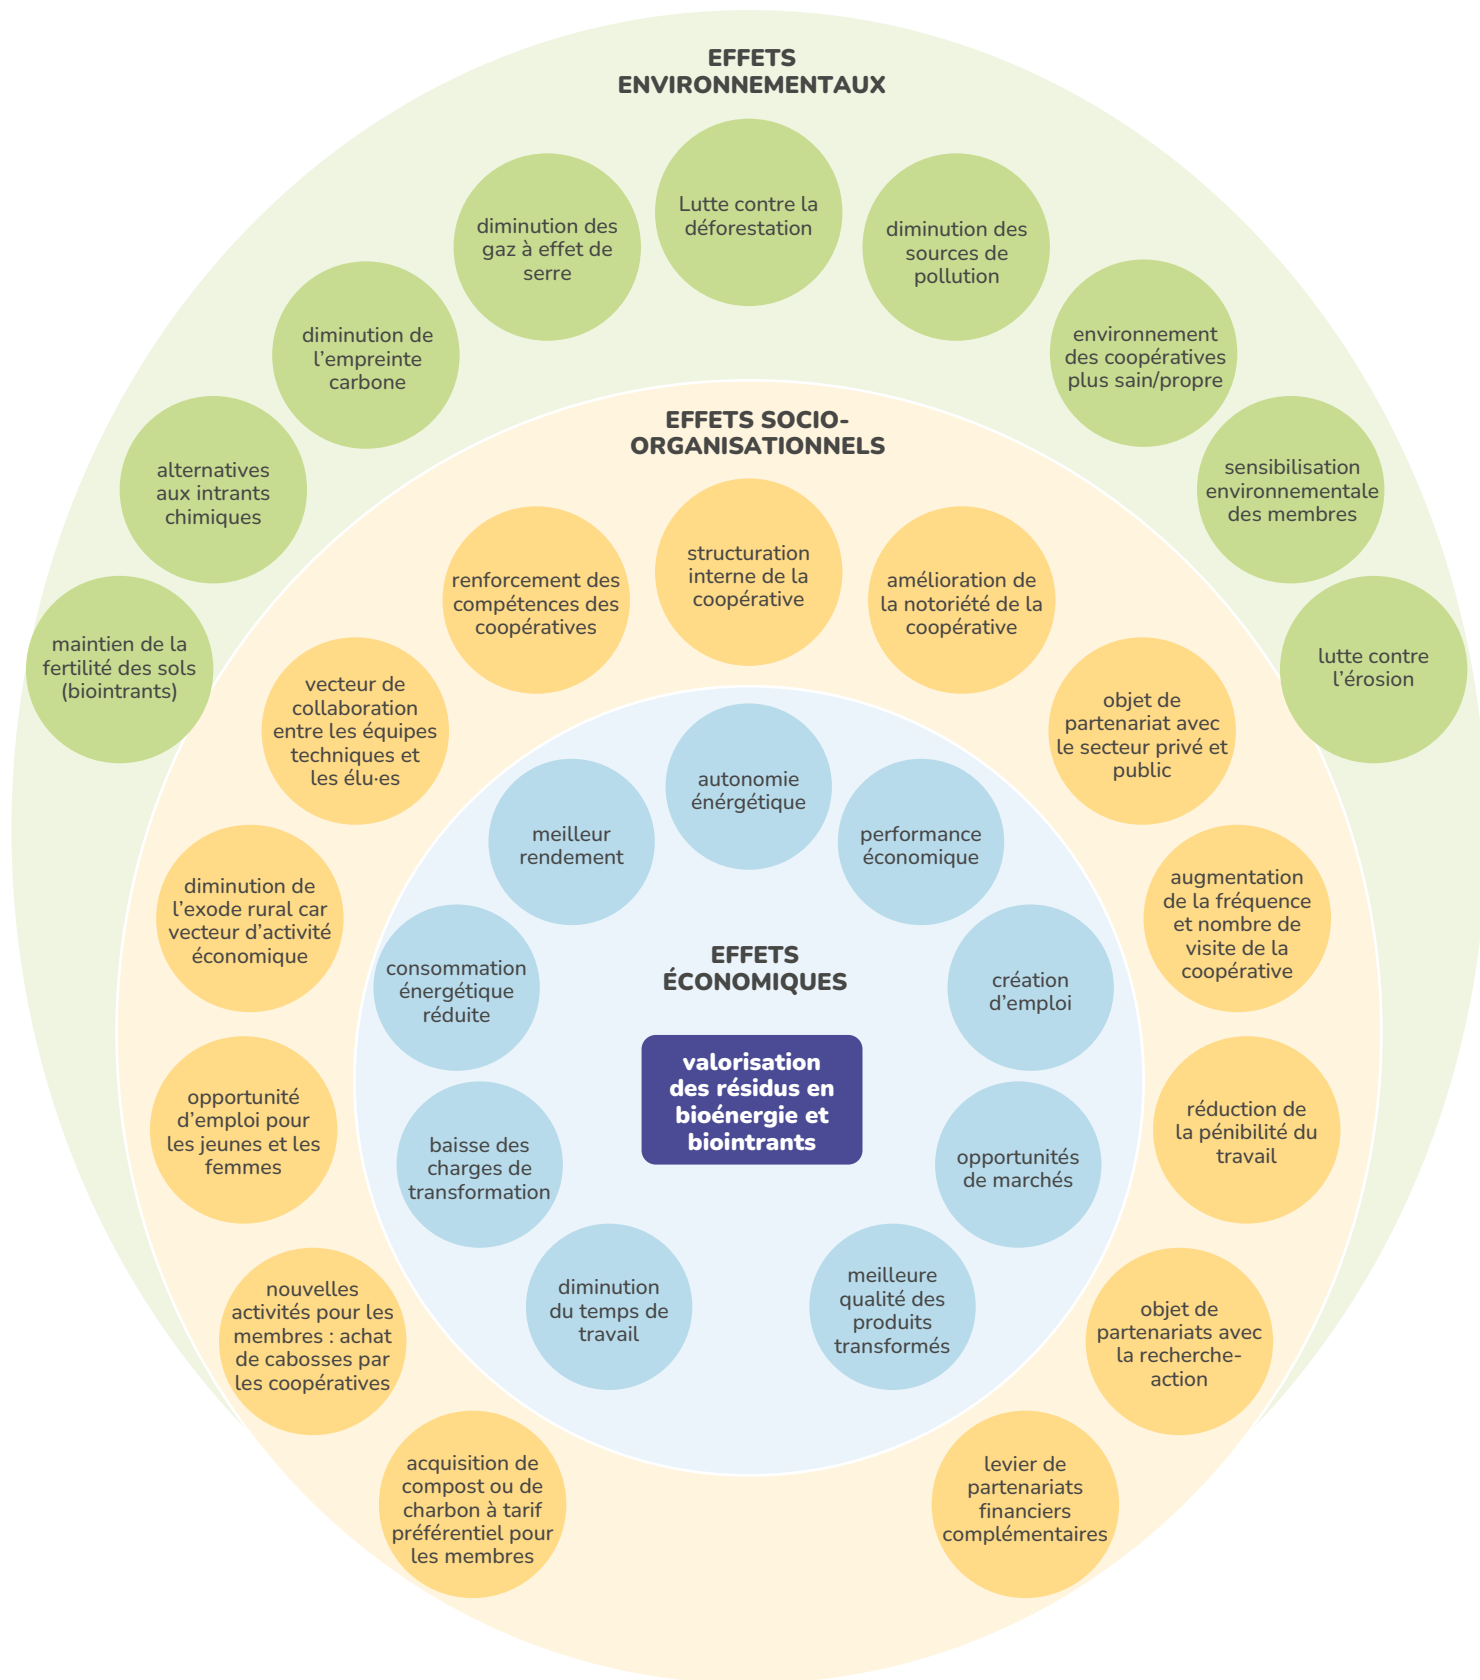 EFFETS
ENVIRONNEMENTAUX
Lutte contre la
déforestation
diminution des
gaz à effet de
serre
diminution des
sources de
pollution
diminution de
l'empreinte
carbone
environnement
des coopératives
plus sain/propre
alternatives
aux intrants
chimiques
sensibilisation
environnementale
des membres
maintien de la
fertilité des sols
(biointrants)
lutte contre
l'érosion
EFFETS SOCIO-
ORGANISATIONNELS
structuration
interne de la
coopérative
renforcement des
compétences des
coopératives
amélioration de
la notoriété de la
coopérative
vecteur de
collaboration
entre les équipes
techniques et
les élu·es
objet de
partenariat avec
le secteur privé et
public
diminution de
l'exode rural car
vecteur d'activité
économique
augmentation
de la fréquence
et nombre de
visite de la
coopérative
opportunité
d'emploi pour
les jeunes et les
femmes
réduction de
la pénibilité du
travail
nouvelles
activités pour les
membres : achat
de cabosses par
les coopératives
objet de
partenariats avec
la recherche-
action
acquisition de
compost ou de
charbon à tarif
préférentiel pour
les membres
levier de
partenariats
financiers
complémentaires
autonomie
énérgétique
meilleur
rendement
performance
économique
EFFETS
ÉCONOMIQUES
consommation
énergétique
réduite
création
d'emploi
valorisation
des résidus en
bioénergie et
biointrants
baisse des
charges de
transformation
opportunités
de marchés
diminution
du temps de
travail
meilleure
qualité des
produits
transformés